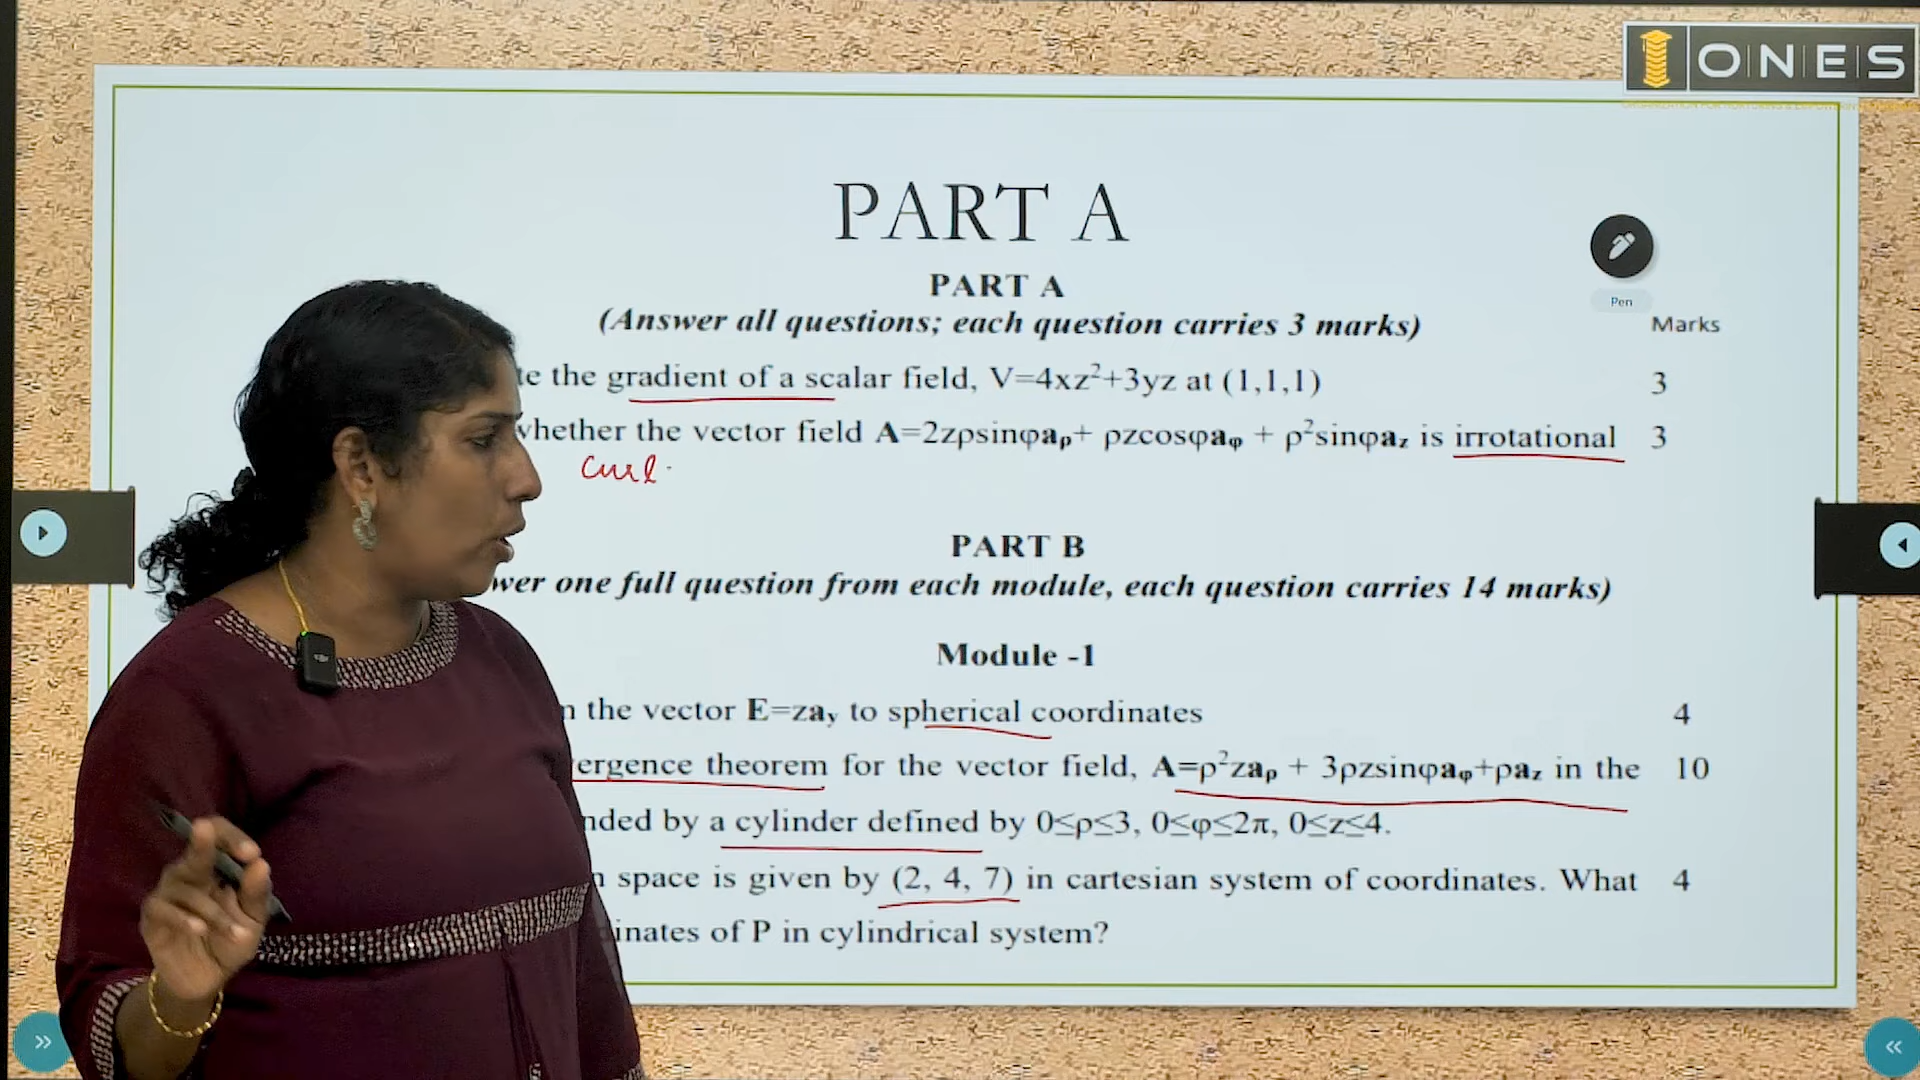 ONES
PART A
Pen
PART A
(Answer all questions; each question carries 3 marks)
Marks
te the gradient of a scalar field, V=4xz²+3yz at (1,1,1) 3
whether the vector field A=2zρsinφaρ+ ρzcosφaφ + ρ²sinφaz is irrotational 3
Curl
PART B
wer one full question from each module, each question carries 14 marks)
Module -1
n the vector E=zay to spherical coordinates 4
ergence theorem for the vector field, A=ρ²zaρ + 3ρzsinφaφ+ρaz in the 10
nded by a cylinder defined by 0≤ρ≤3, 0≤φ≤2π, 0≤z≤4.
n space is given by (2, 4, 7) in cartesian system of coordinates. What 4
inates of P in cylindrical system?